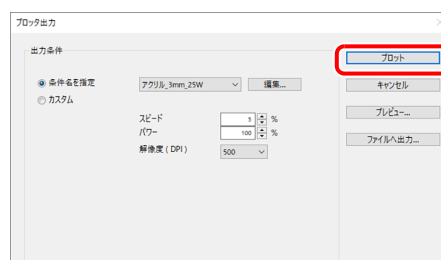 プロッタ出力
出力条件
プロット
条件名を指定
アクリル_3mm_25W
編集...
キャンセル
カスタム
スピード
5
%
プレビュー...
パワー
100
%
ファイルへ出力...
解像度 ( DPI )
500